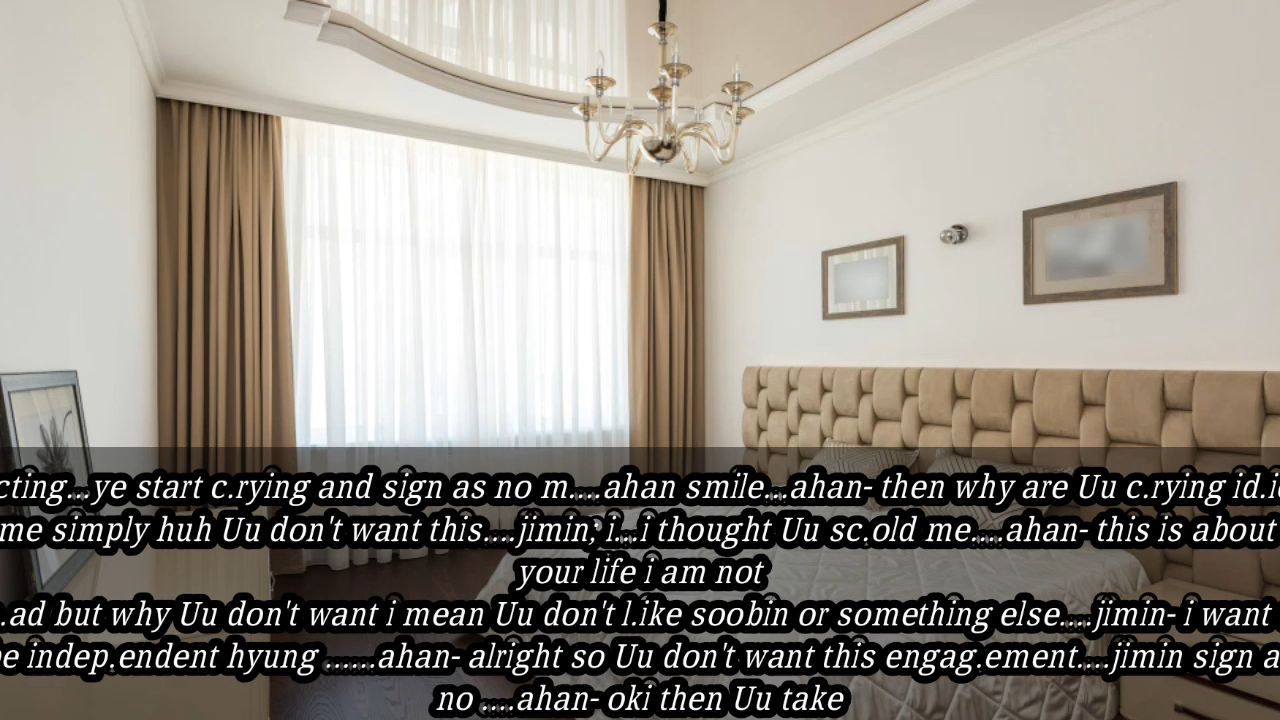 cting...ye start c.rying and sign as no m....ahan smile...ahan- then why are Uu c.rying id.i
me simply huh Uu don't want this....jimin; i...i thought Uu sc.old me....ahan- this is about
your life i am not
.ad but why Uu don't want i mean Uu don't l.ike soobin or something else....jimin- i want
e indep.endent hyung ......ahan- alright so Uu don't want this engag.ement....jimin sign a
no ....ahan- oki then Uu take